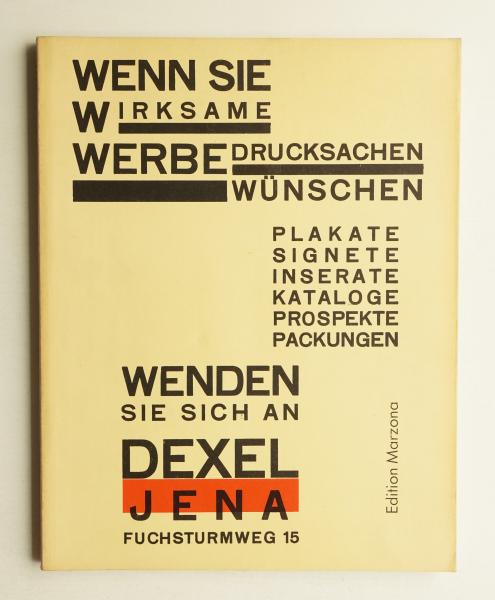 WENN SIE
WIRKSAME
WERBEDRUCKSACHEN
WÜNSCHEN
PLAKATE
SIGNETE
INSERATE
KATALOGE
PROSPEKTE
PACKUNGEN
WENDEN
SIE SICH AN
DEXEL
JENA
FUCHSTURMWEG 15
Edition Marzona